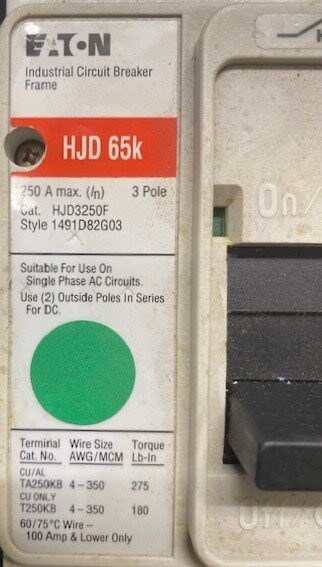 EATON
Industrial Circuit Breaker
Frame
HJD 65k
250 A max. (In) 3 Pole
Cat. HJD3250F
Style 1491D82G03
On/
Suitable For Use On
Single Phase AC Circuits.
Use (2) Outside Poles In Series
For DC.
Terminal Wire Size Torque
Cat. No. AWG/MCM Lb-In
CU/AL
TA250KB 4-350 275
CU ONLY
T250KB 4-350 180
60/75°C Wire –
100 Amp & Lower Only
Off/